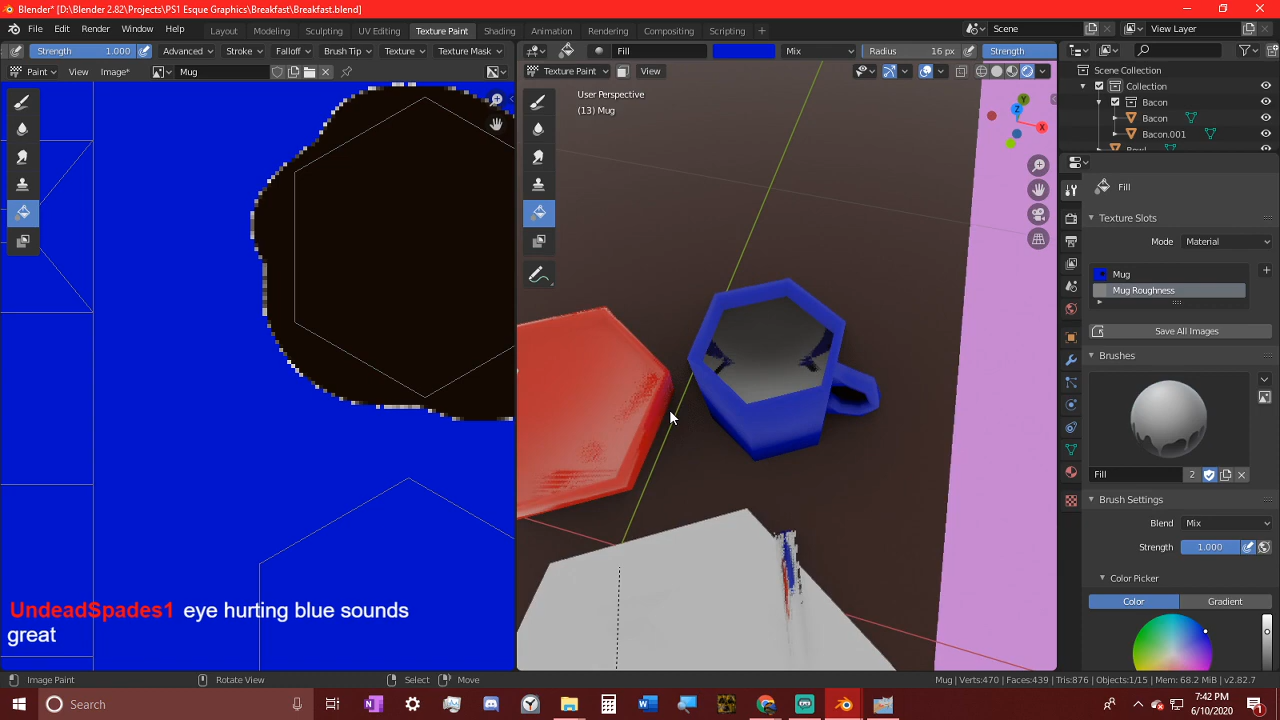 Blender* [D:\Blender 2.82\Projects\PS1 Esque Graphics\Breakfast\Breakfast.blend]
File Edit Render Window Help Layout Modeling Sculpting UV Editing Texture Paint Shading Animation Rendering Compositing Scripting Scene View Layer
Strength 1.000 Advanced Stroke Falloff Brush Tip Texture Texture Mask Fill Mix Radius 16 px Strength
Paint View Image* Mug Texture Paint View
Scene Collection
Collection
Bacon
Bacon
Bacon.001
User Perspective
(13) Mug
X
Y
Z
Fill
Texture Slots
Mode Material
Mug
Mug Roughness
Save All Images
Brushes
Fill 2
Brush Settings
Blend Mix
Strength 1.000
Color Picker
Color Gradient
UndeadSpades1 eye hurting blue sounds
great
Image Paint Rotate View Select Move Mug | Verts:470 | Faces:439 | Tris:876 | Objects:1/15 | Mem: 68.2 MiB | v2.82.7
Search
7:42 PM
6/10/2020